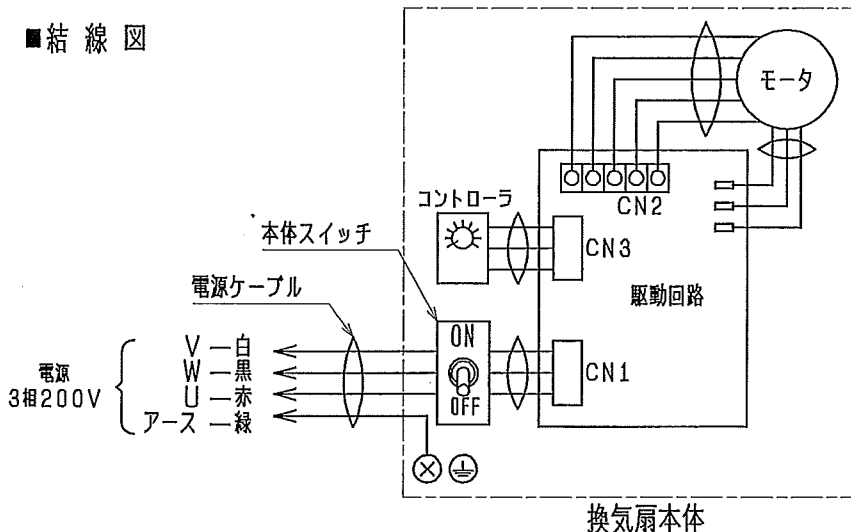 ■結線図
モータ
コントローラ
CN2
本体スイッチ
CN3
電源ケーブル
駆動回路
ON
V ー 白
W ー 黒
CN1
電源
3相200V
U ー 赤
OFF
アース ー 緑
換気扇本体